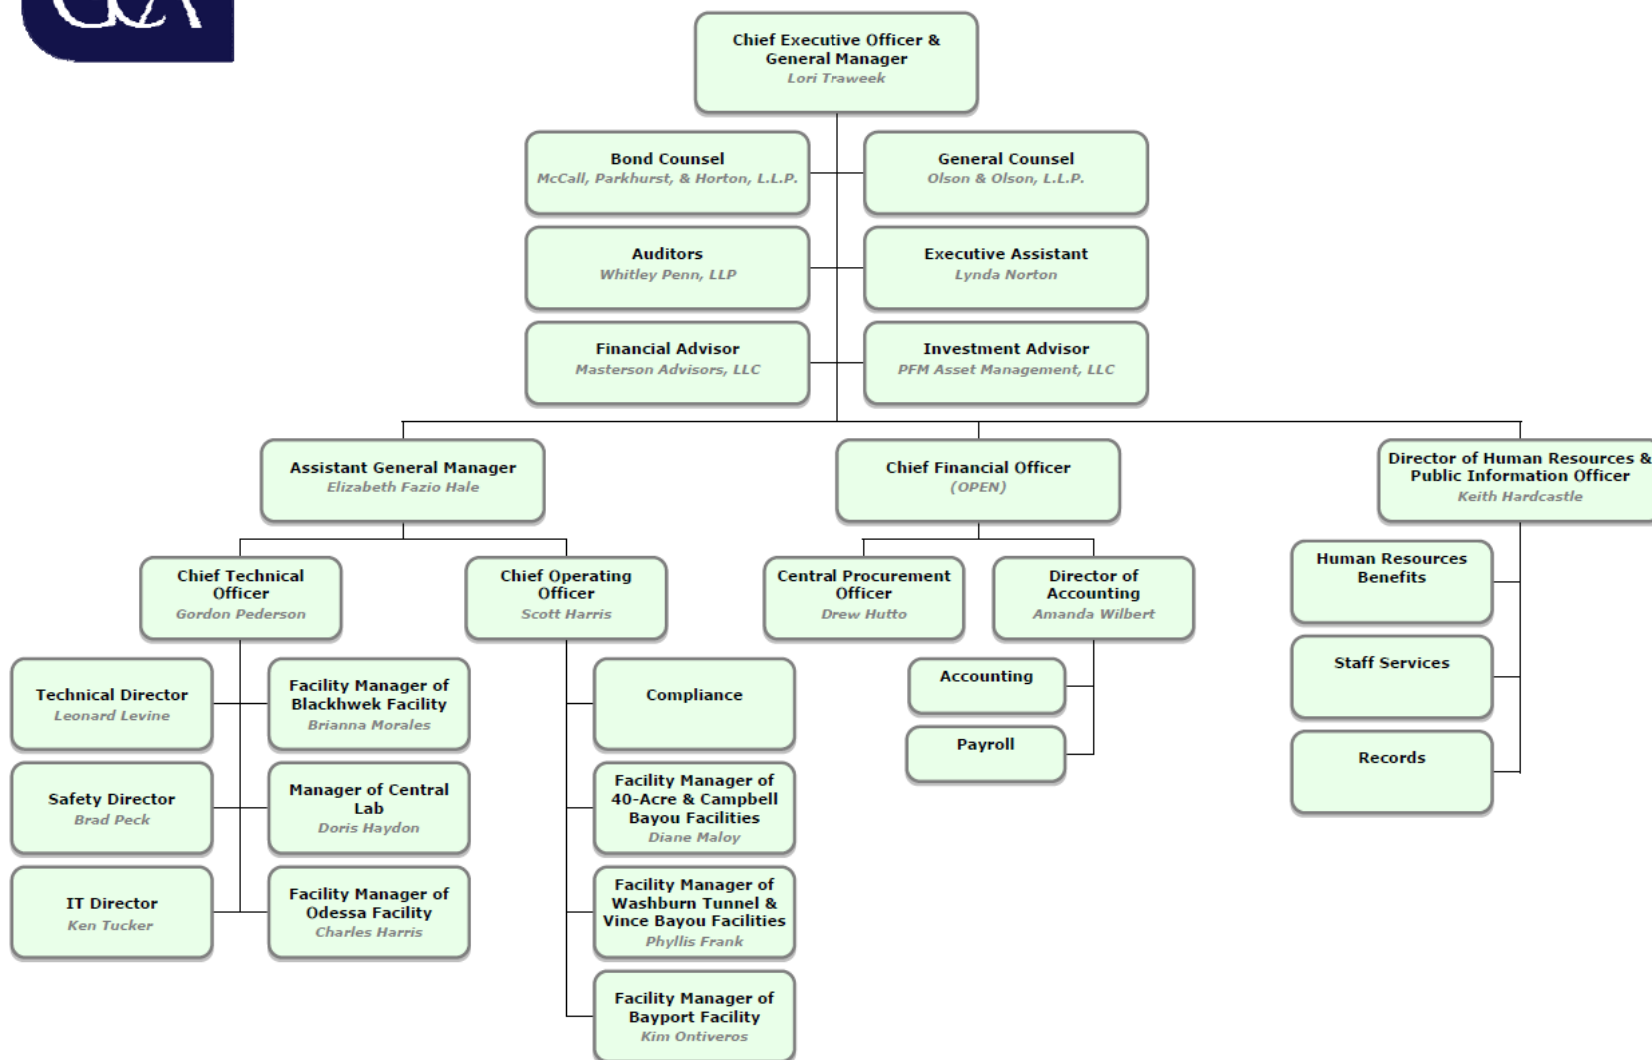 GCA
Chief Executive Officer &
General Manager
Lori Traweek
Bond Counsel
McCall, Parkhurst, & Horton, L.L.P.
General Counsel
Olson & Olson, L.L.P.
Auditors
Whitley Penn, LLP
Executive Assistant
Lynda Norton
Financial Advisor
Masterson Advisors, LLC
Investment Advisor
PFM Asset Management, LLC
Assistant General Manager
Elizabeth Fazio Hale
Chief Financial Officer
(OPEN)
Director of Human Resources &
Public Information Officer
Keith Hardcastle
Chief Technical
Officer
Gordon Pederson
Chief Operating
Officer
Scott Harris
Central Procurement
Officer
Drew Hutto
Director of
Accounting
Amanda Wilbert
Human Resources
Benefits
Staff Services
Records
Technical Director
Leonard Levine
Facility Manager of
Blackhwek Facility
Brianna Morales
Compliance
Accounting
Payroll
Safety Director
Brad Peck
Manager of Central
Lab
Doris Haydon
Facility Manager of
40-Acre & Campbell
Bayou Facilities
Diane Maloy
IT Director
Ken Tucker
Facility Manager of
Odessa Facility
Charles Harris
Facility Manager of
Washburn Tunnel &
Vince Bayou Facilities
Phyllis Frank
Facility Manager of
Bayport Facility
Kim Ontiveros